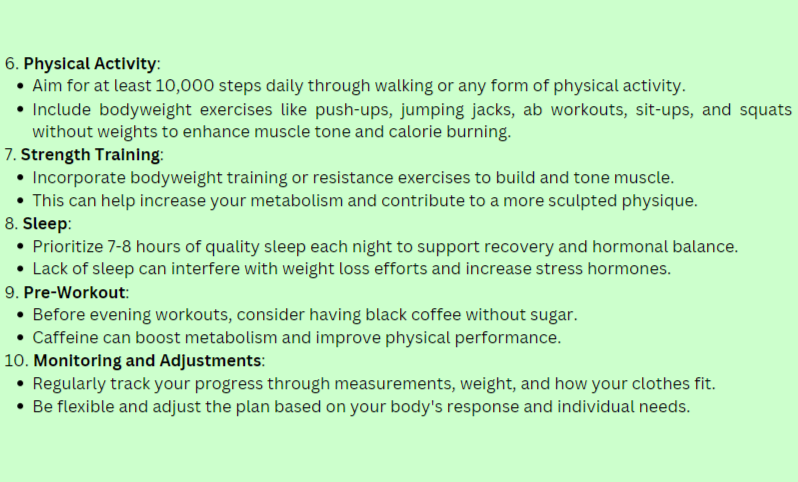 6. Physical Activity:
• Aim for at least 10,000 steps daily through walking or any form of physical activity.
• Include bodyweight exercises like push-ups, jumping jacks, ab workouts, sit-ups, and squats
without weights to enhance muscle tone and calorie burning.
7. Strength Training:
• Incorporate bodyweight training or resistance exercises to build and tone muscle.
• This can help increase your metabolism and contribute to a more sculpted physique.
8. Sleep:
• Prioritize 7-8 hours of quality sleep each night to support recovery and hormonal balance.
• Lack of sleep can interfere with weight loss efforts and increase stress hormones.
9. Pre-Workout:
• Before evening workouts, consider having black coffee without sugar.
• Caffeine can boost metabolism and improve physical performance.
10. Monitoring and Adjustments:
• Regularly track your progress through measurements, weight, and how your clothes fit.
• Be flexible and adjust the plan based on your body's response and individual needs.